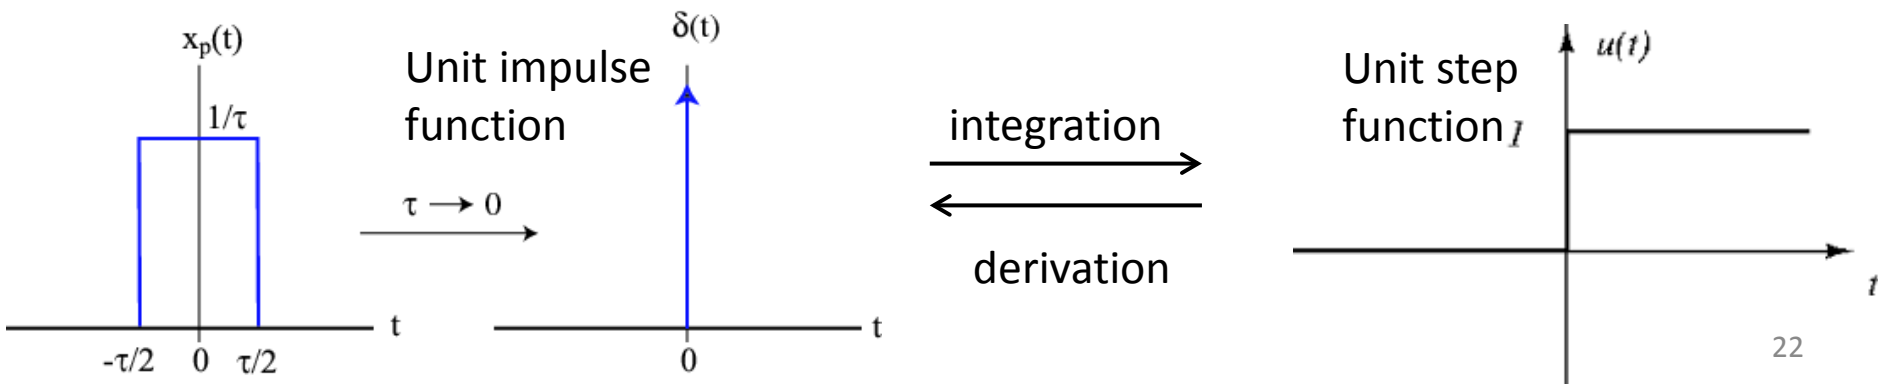 xₚ(t)
1/τ
-τ/2 0 τ/2
t
Unit impulse
function
τ → 0
δ(t)
0
t
integration
derivation
Unit step
function
1
u(t)
t
22